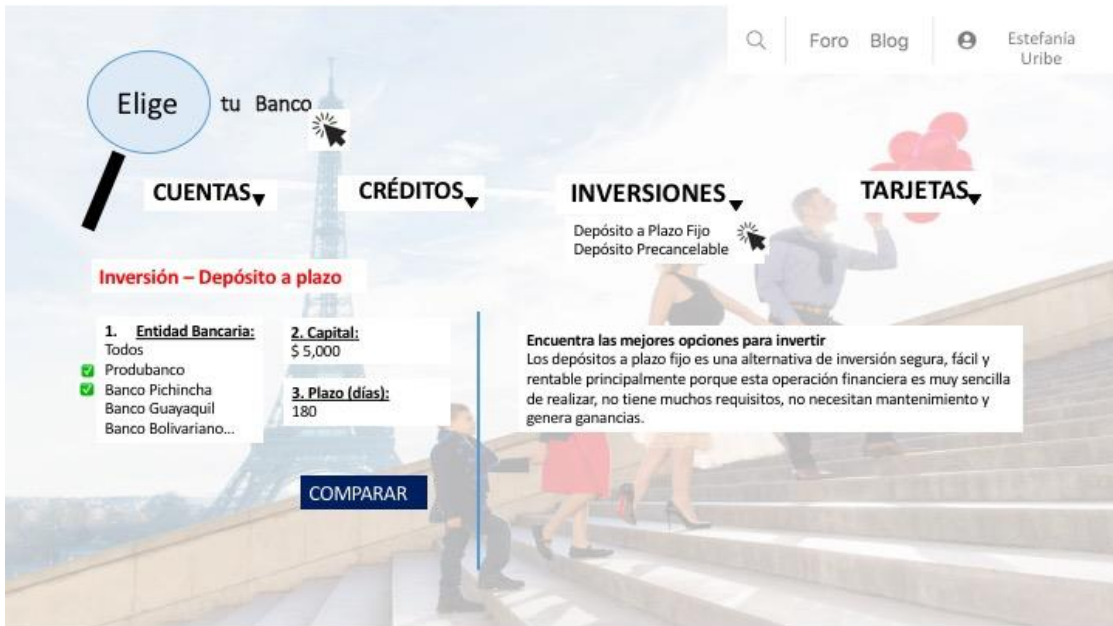 Foro Blog
Estefanía
Uribe
Elige tu Banco
CUENTAS
CRÉDITOS
INVERSIONES
TARJETAS
Depósito a Plazo Fijo
Depósito Precancelable
Inversión – Depósito a plazo
1. Entidad Bancaria:
Todos
Produbanco
Banco Pichincha
Banco Guayaquil
Banco Bolivariano...
2. Capital:
$ 5,000
3. Plazo (días):
180
COMPARAR
Encuentra las mejores opciones para invertir
Los depósitos a plazo fijo es una alternativa de inversión segura, fácil y
rentable principalmente porque esta operación financiera es muy sencilla
de realizar, no tiene muchos requisitos, no necesitan mantenimiento y
genera ganancias.